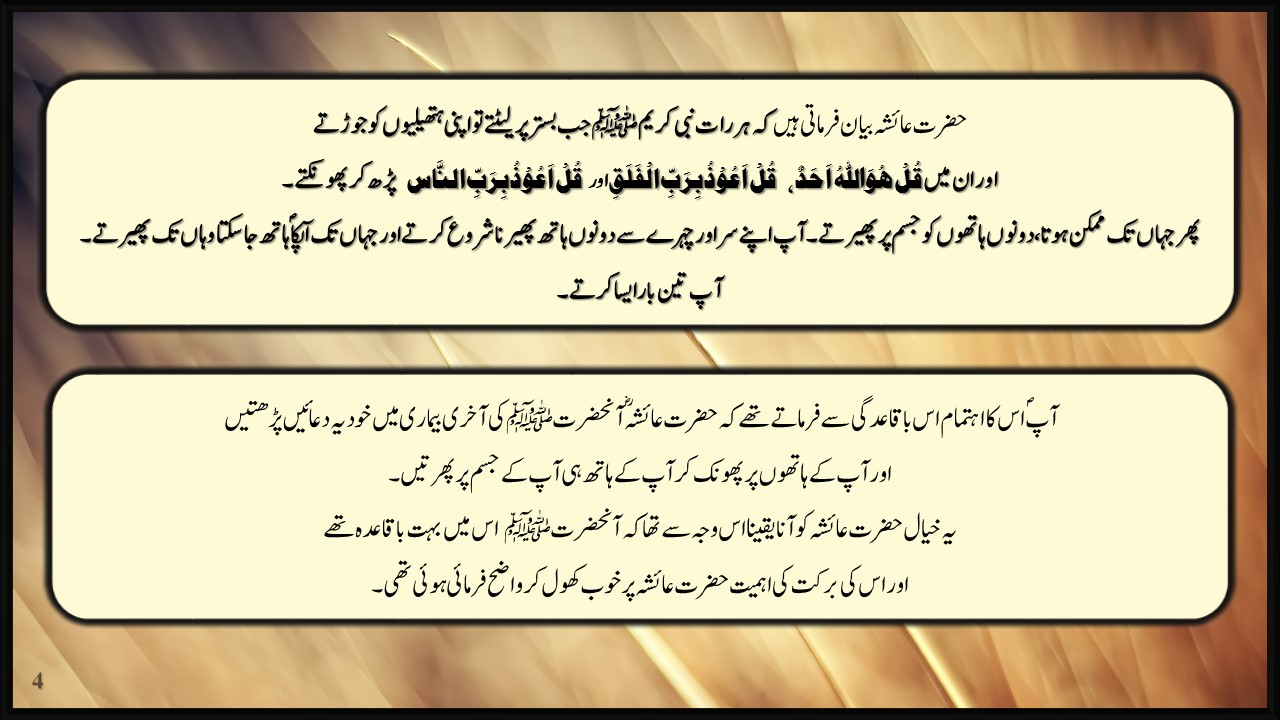 حضرت عائشہ بیان فرماتی ہیں کہ ہر رات نبی کریم ﷺ جب بستر پر لیٹتے تو اپنی ہتھیلیوں کو جوڑتے
اور ان میں قُلْ هُوَ اللّٰهُ اَحَدٌ، قُلْ اَعُوْذُ بِرَبِّ الْفَلَقِ اور قُلْ اَعُوْذُ بِرَبِّ النَّاس پڑھ کر پھونکتے۔
پھر جہاں تک ممکن ہوتا، دونوں ہاتھوں کو جسم پر پھیرتے۔ آپ اپنے سر اور چہرے سے دونوں ہاتھ پھیرنا شروع کرتے اور جہاں تک آپکاؐ ہاتھ جا سکتا وہاں تک پھیرتے۔
آپ تین بار ایسا کرتے۔
آپؐ اس کا اہتمام اس باقاعدگی سے فرماتے تھے کہ حضرت عائشہؓ آنحضرت ﷺ کی آخری بیماری میں خود یہ دعائیں پڑھتیں
اور آپ کے ہاتھوں پر پھونک کر آپ کے ہاتھ ہی آپ کے جسم پر پھرتیں۔
یہ خیال حضرت عائشہ کو آنا یقینا اس وجہ سے تھا کہ آنحضرت ﷺ اس میں بہت باقاعدہ تھے
اور اس کی برکت کی اہمیت حضرت عائشہ پر خوب کھول کر واضح فرمائی ہوئی تھی۔
4